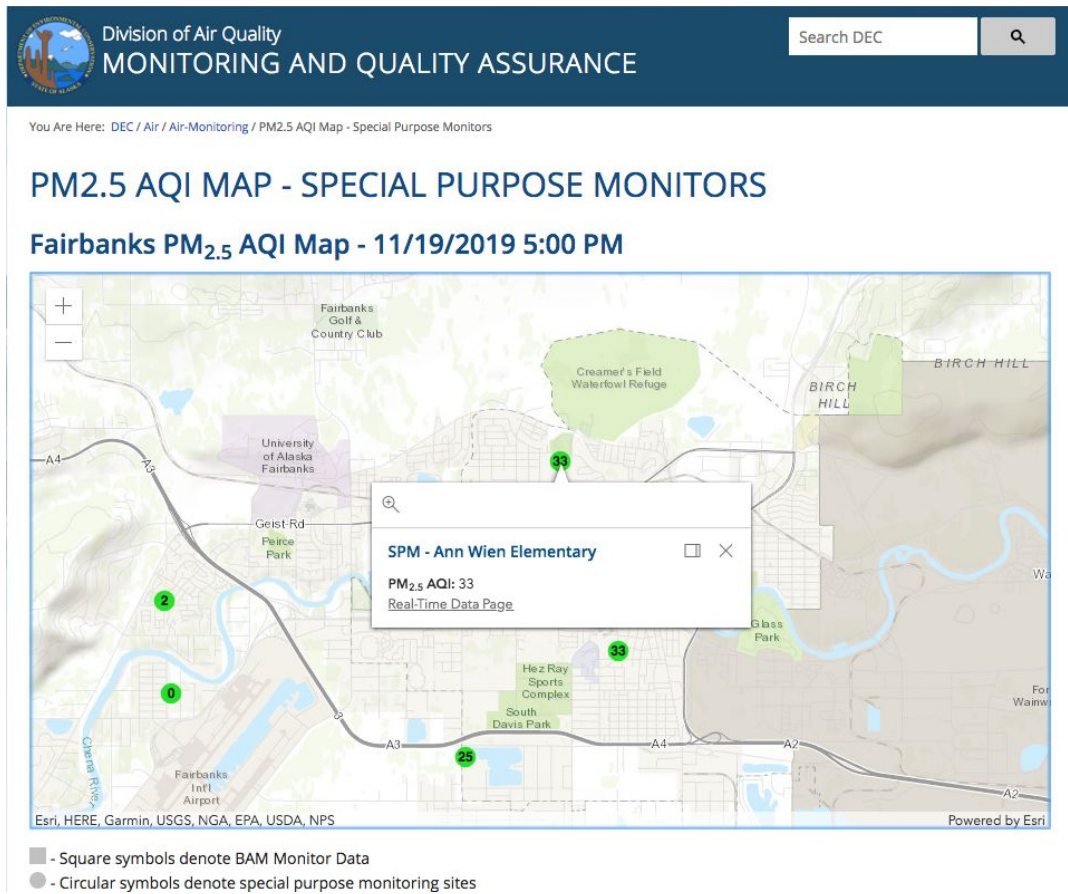 Division of Air Quality
MONITORING AND QUALITY ASSURANCE
Search DEC
You Are Here: DEC / Air / Air-Monitoring / PM2.5 AQI Map - Special Purpose Monitors
PM2.5 AQI MAP - SPECIAL PURPOSE MONITORS
Fairbanks PM2.5 AQI Map - 11/19/2019 5:00 PM
Fairbanks
Golf &
Country Club
Creamer's Field
Waterfowl Refuge
BIRCH HILL
BIRCH
HILL
University
of Alaska
Fairbanks
A4
A3
33
Geist Rd
Peirce
Park
SPM - Ann Wien Elementary
PM2.5 AQI: 33
Real-Time Data Page
Wa
2
Glass
Park
33
0
Hez Ray
Sports
Complex
South
Davis Park
For
Wainw
3
A3
25
A4
A2
Chena River
Fairbanks
Int'l
Airport
A2
Esri, HERE, Garmin, USGS, NGA, EPA, USDA, NPS
Powered by Esri
- Square symbols denote BAM Monitor Data
- Circular symbols denote special purpose monitoring sites